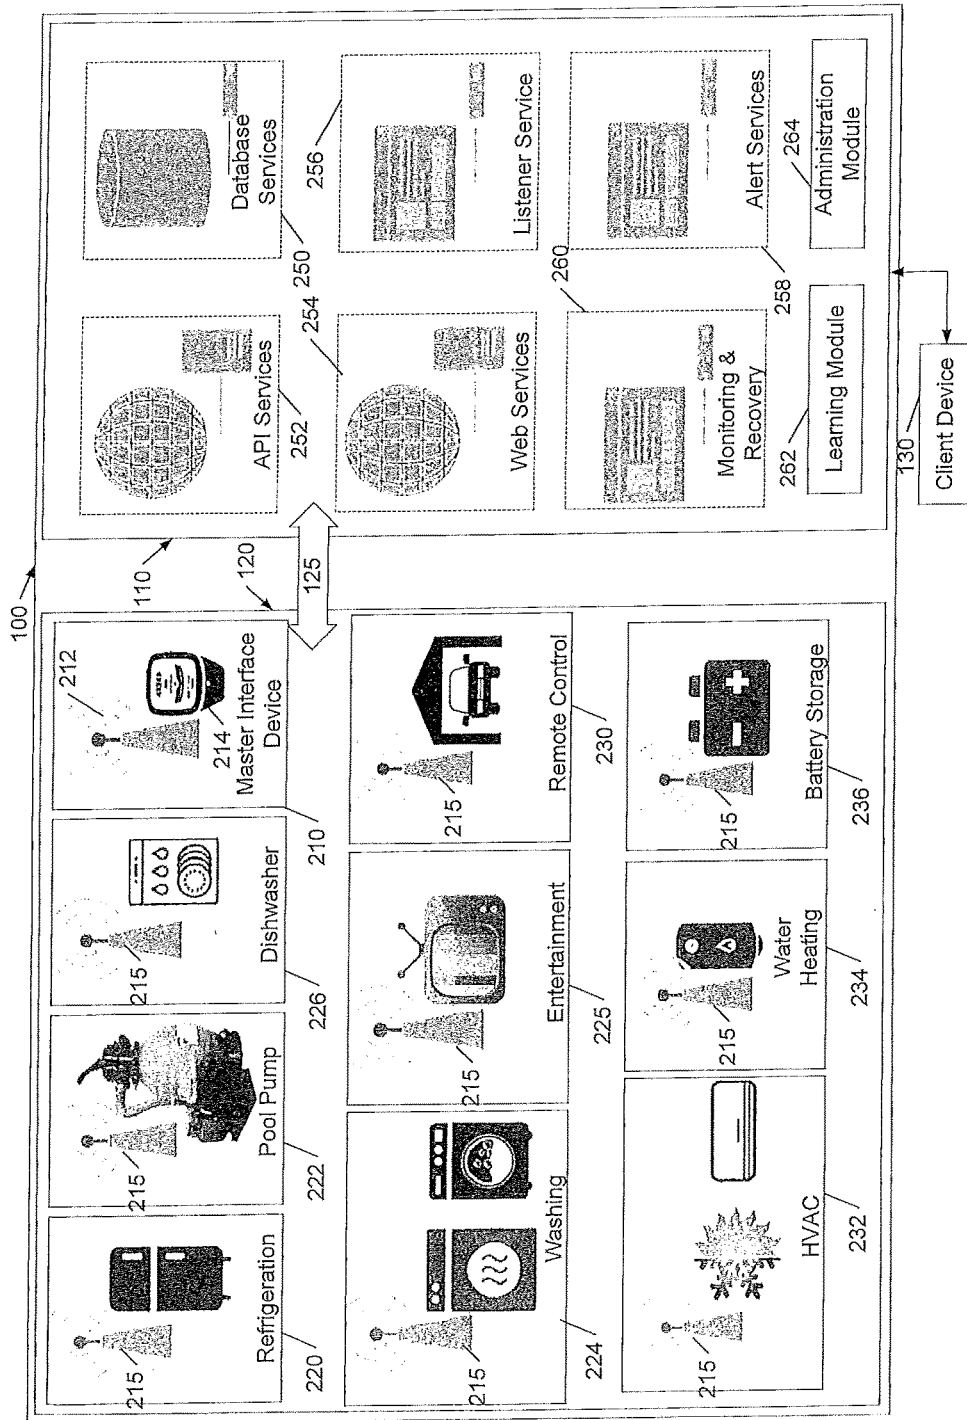 100
110
120
125
Refrigeration
215
220
Pool Pump
215
222
Dishwasher
215
226
212
214
Master Interface
Device
210
Washing
215
224
Entertainment
215
225
Remote Control
215
230
HVAC
215
232
Water
Heating
215
234
Battery Storage
215
236
API Services
252
Database
Services
250
Web Services
254
Listener Service
256
Monitoring &
Recovery
260
Alert Services
258
Learning Module
262
Administration
Module
264
130
Client Device